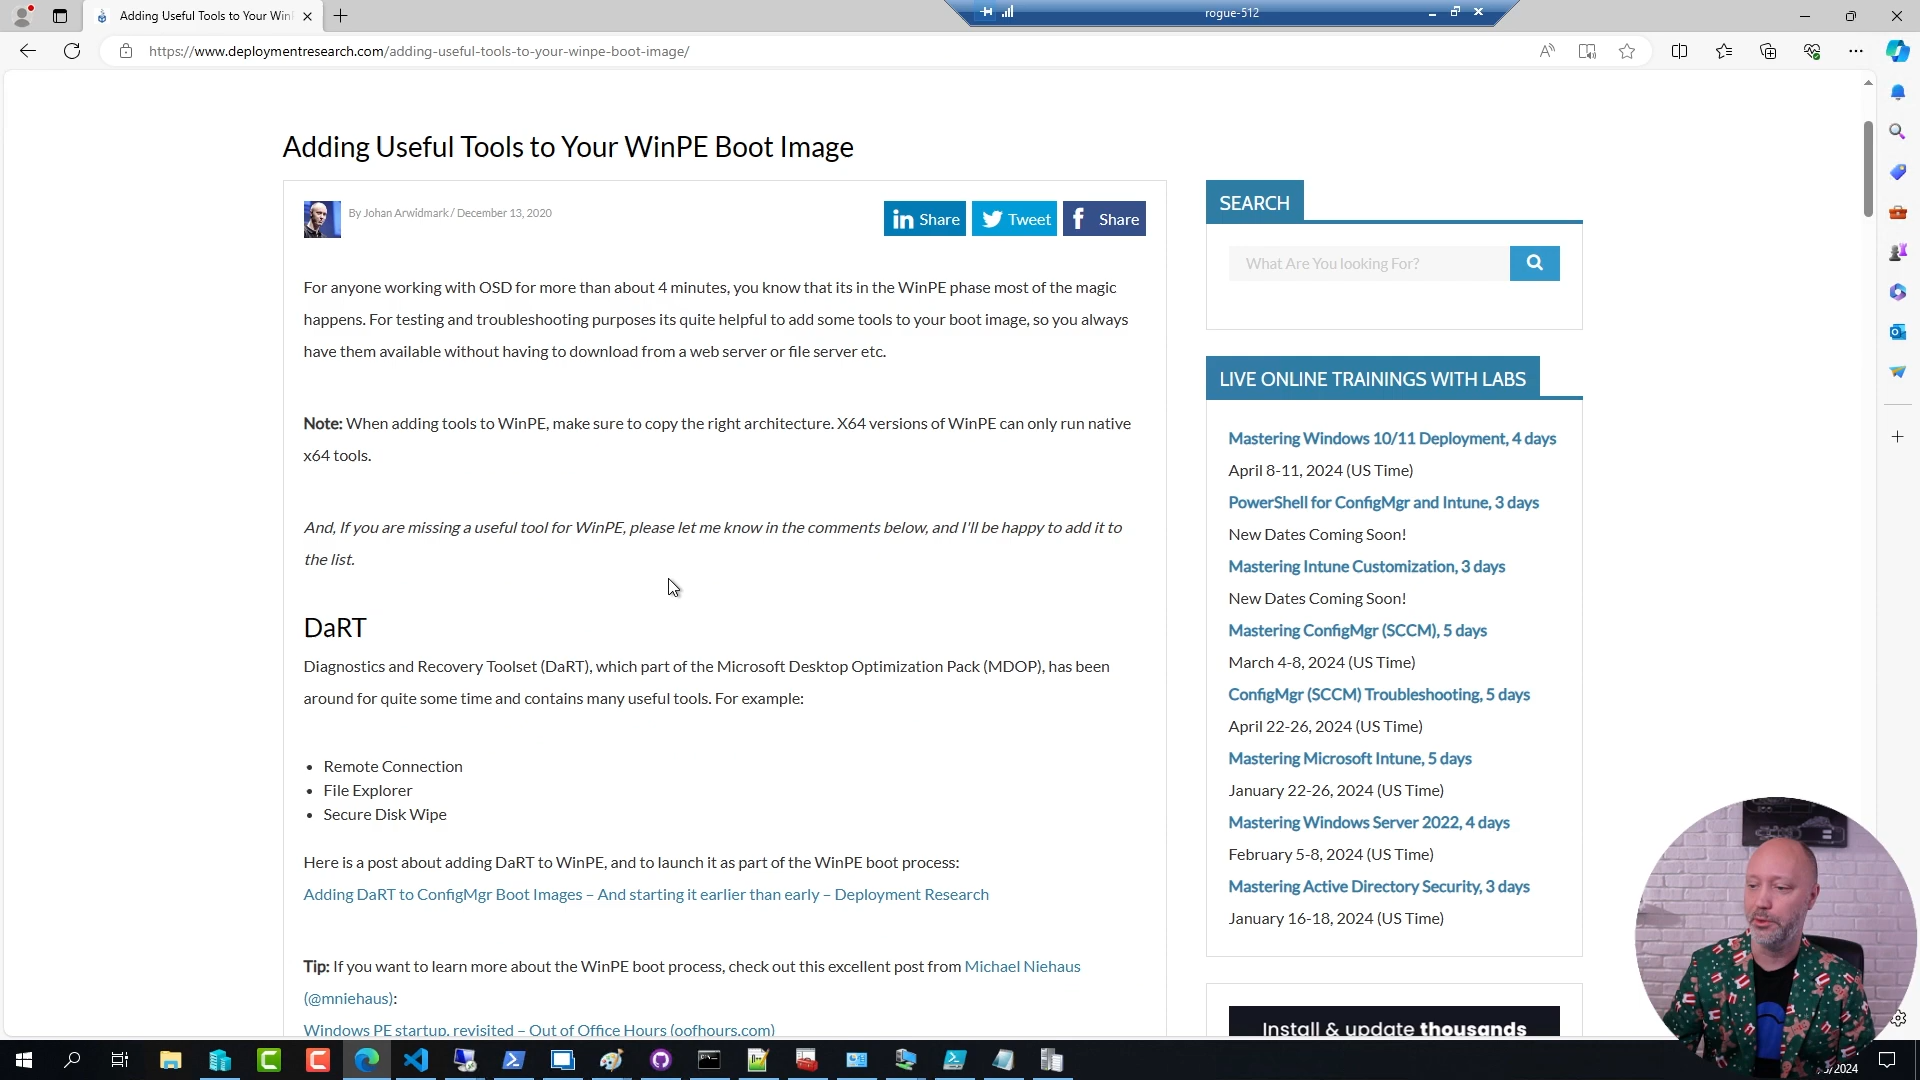 Adding Useful Tools to Your Win
rogue-512
https://www.deploymentresearch.com/adding-useful-tools-to-your-winpe-boot-image/
Adding Useful Tools to Your WinPE Boot Image
By Johan Arwidmark / December 13, 2020
in Share
Tweet
f Share
For anyone working with OSD for more than about 4 minutes, you know that its in the WinPE phase most of the magic
happens. For testing and troubleshooting purposes its quite helpful to add some tools to your boot image, so you always
have them available without having to download from a web server or file server etc.
Note: When adding tools to WinPE, make sure to copy the right architecture. X64 versions of WinPE can only run native
x64 tools.
And, If you are missing a useful tool for WinPE, please let me know in the comments below, and I'll be happy to add it to
the list.
DaRT
Diagnostics and Recovery Toolset (DaRT), which part of the Microsoft Desktop Optimization Pack (MDOP), has been
around for quite some time and contains many useful tools. For example:
• Remote Connection
• File Explorer
• Secure Disk Wipe
Here is a post about adding DaRT to WinPE, and to launch it as part of the WinPE boot process:
Adding DaRT to ConfigMgr Boot Images – And starting it earlier than early – Deployment Research
Tip: If you want to learn more about the WinPE boot process, check out this excellent post from Michael Niehaus
(@mniehaus):
Windows PE startup, revisited – Out of Office Hours (oofhours.com)
SEARCH
What Are You looking For?
LIVE ONLINE TRAININGS WITH LABS
Mastering Windows 10/11 Deployment, 4 days
April 8-11, 2024 (US Time)
PowerShell for ConfigMgr and Intune, 3 days
New Dates Coming Soon!
Mastering Intune Customization, 3 days
New Dates Coming Soon!
Mastering ConfigMgr (SCCM), 5 days
March 4-8, 2024 (US Time)
ConfigMgr (SCCM) Troubleshooting, 5 days
April 22-26, 2024 (US Time)
Mastering Microsoft Intune, 5 days
January 22-26, 2024 (US Time)
Mastering Windows Server 2022, 4 days
February 5-8, 2024 (US Time)
Mastering Active Directory Security, 3 days
January 16-18, 2024 (US Time)
Install & update thousands